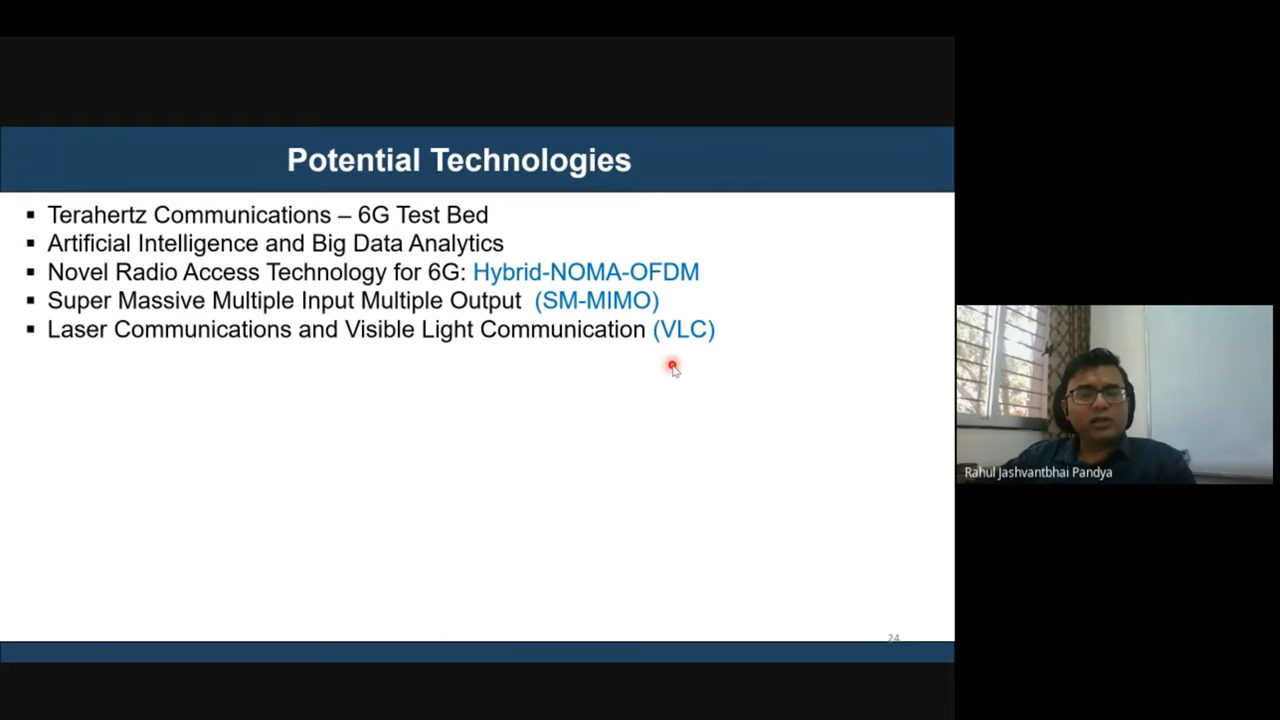 Potential Technologies
▪ Terahertz Communications – 6G Test Bed
▪ Artificial Intelligence and Big Data Analytics
▪ Novel Radio Access Technology for 6G: Hybrid-NOMA-OFDM
▪ Super Massive Multiple Input Multiple Output (SM-MIMO)
▪ Laser Communications and Visible Light Communication (VLC)
Rahul Jashvantbhai Pandya
24